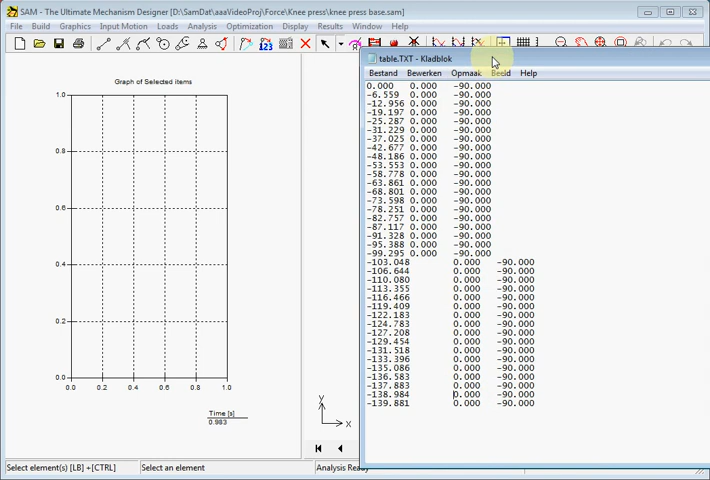 SAM - The Ultimate Mechanism Designer [D:\SamDat\aaaVideoProj\Force\Knee press\knee press base.sam]
File Build Graphics Input Motion Loads Analysis Optimization Display Results Window Help
123
Graph of Selected items
1.0
0.8
0.6
0.4
0.2
0.0
0.0 0.2 0.4 0.6 0.8 1.0
Time [s]
0.983
y
x
table.TXT - Kladblok
Bestand Bewerken Opmaak Beeld Help
0.000 0.000 -90.000
-6.559 0.000 -90.000
-12.956 0.000 -90.000
-19.197 0.000 -90.000
-25.287 0.000 -90.000
-31.229 0.000 -90.000
-37.025 0.000 -90.000
-42.677 0.000 -90.000
-48.186 0.000 -90.000
-53.553 0.000 -90.000
-58.778 0.000 -90.000
-63.861 0.000 -90.000
-68.801 0.000 -90.000
-73.598 0.000 -90.000
-78.251 0.000 -90.000
-82.757 0.000 -90.000
-87.117 0.000 -90.000
-91.328 0.000 -90.000
-95.388 0.000 -90.000
-99.295 0.000 -90.000
-103.048 0.000 -90.000
-106.644 0.000 -90.000
-110.080 0.000 -90.000
-113.355 0.000 -90.000
-116.466 0.000 -90.000
-119.409 0.000 -90.000
-122.183 0.000 -90.000
-124.783 0.000 -90.000
-127.208 0.000 -90.000
-129.454 0.000 -90.000
-131.518 0.000 -90.000
-133.396 0.000 -90.000
-135.086 0.000 -90.000
-136.583 0.000 -90.000
-137.883 0.000 -90.000
-138.984 0.000 -90.000
-139.881 0.000 -90.000
Select element(s) [LB] +[CTRL] Select an element Analysis Ready